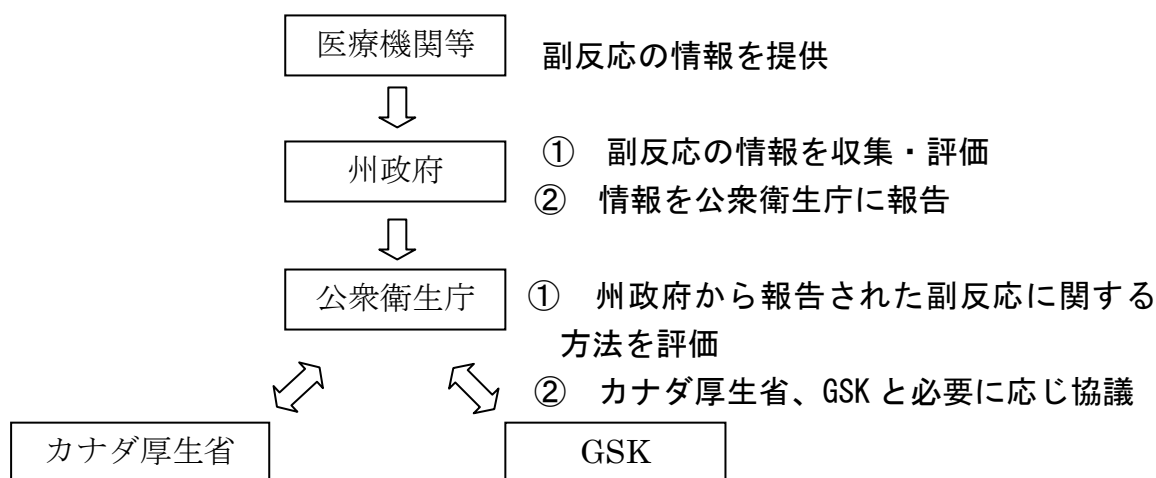 医療機関等
副反応の情報を提供
州政府
① 副反応の情報を収集・評価
② 情報を公衆衛生庁に報告
公衆衛生庁
① 州政府から報告された副反応に関する
方法を評価
② カナダ厚生省、GSK と必要に応じ協議
カナダ厚生省
GSK